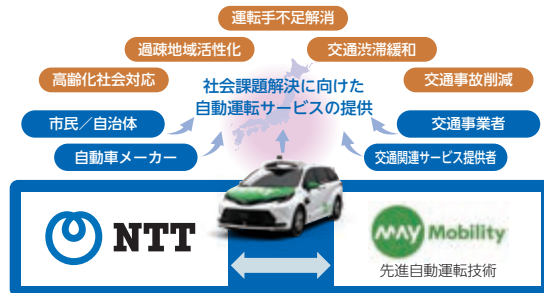 運転手不足解消
過疎地域活性化
交通渋滞緩和
高齢化社会対応
交通事故削減
社会課題解決に向けた
自動運転サービスの提供
市民／自治体
交通事業者
自動車メーカー
交通関連サービス提供者
NTT
may Mobility
先進自動運転技術